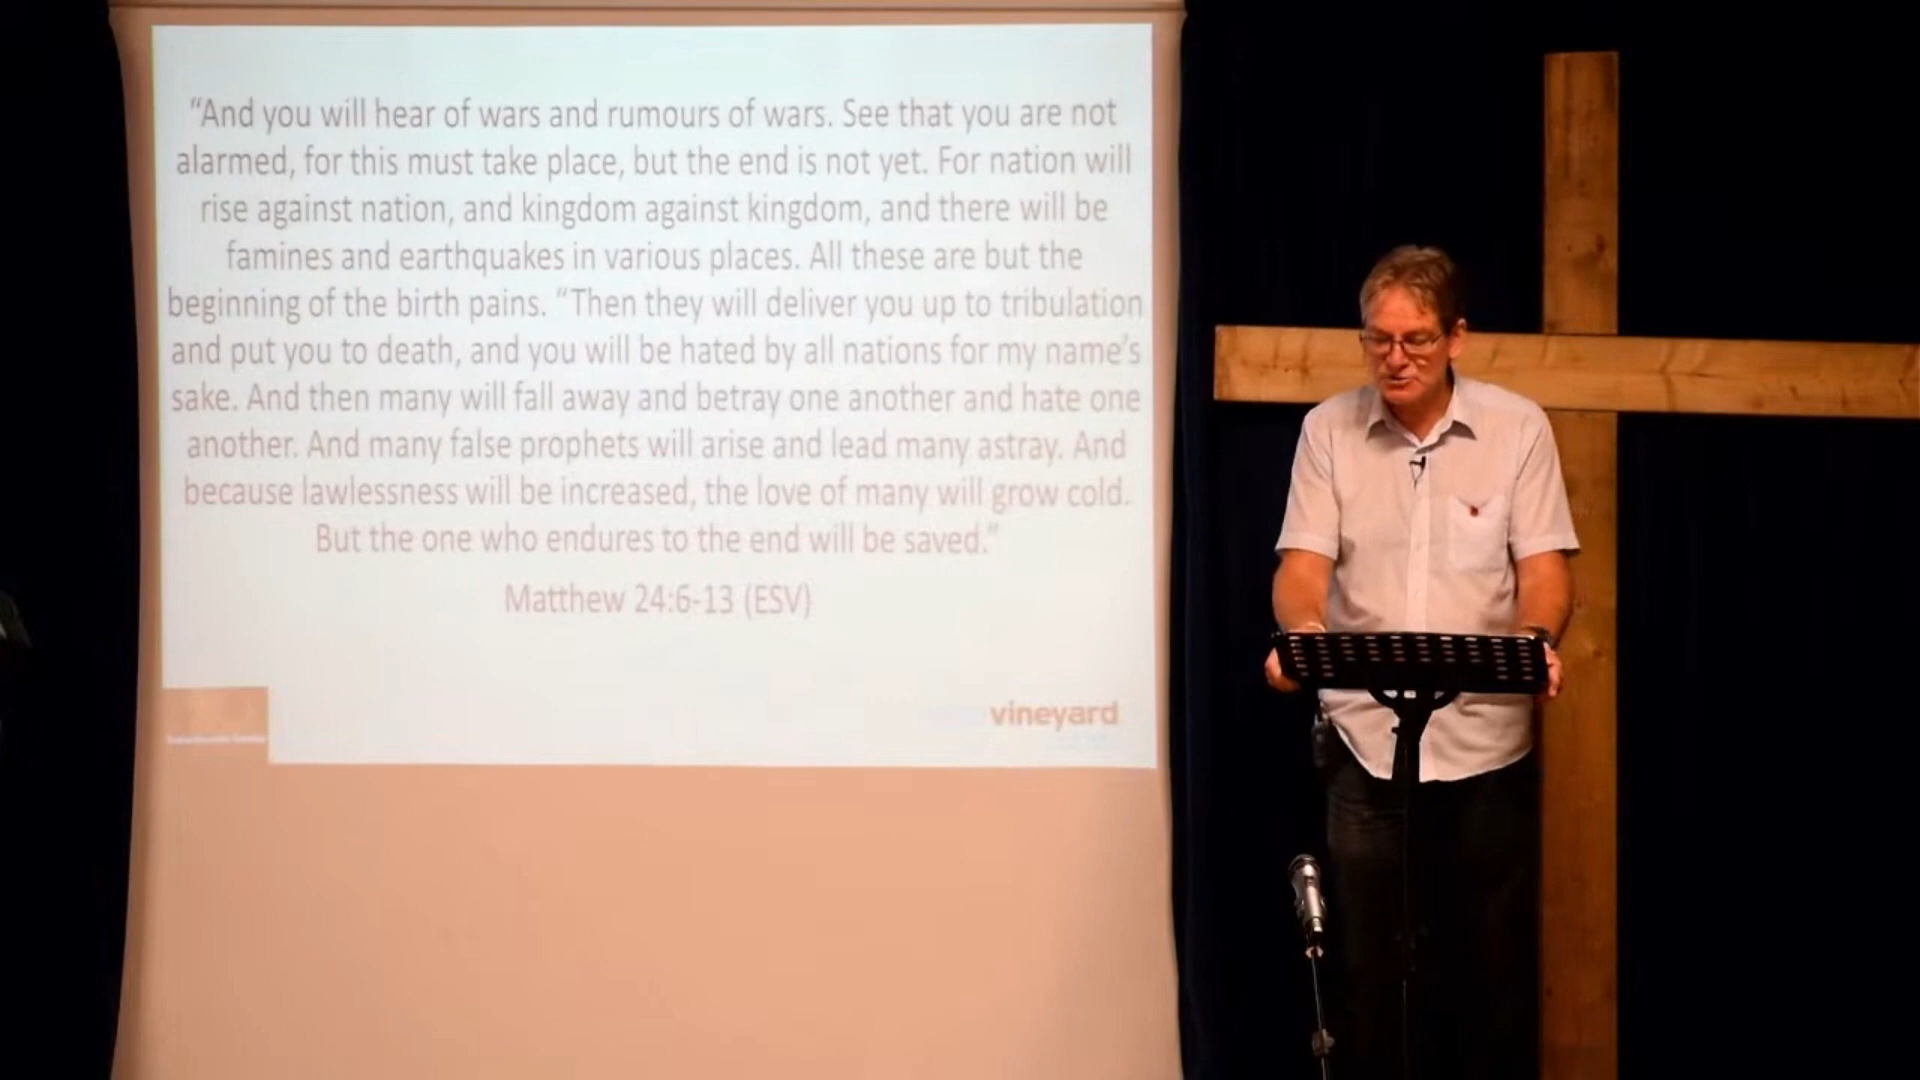 “And you will hear of wars and rumours of wars. See that you are not
alarmed, for this must take place, but the end is not yet. For nation will
rise against nation, and kingdom against kingdom, and there will be
famines and earthquakes in various places. All these are but the
beginning of the birth pains. “Then they will deliver you up to tribulation
and put you to death, and you will be hated by all nations for my name’s
sake. And then many will fall away and betray one another and hate one
another. And many false prophets will arise and lead many astray. And
because lawlessness will be increased, the love of many will grow cold.
But the one who endures to the end will be saved.”
Matthew 24:6-13 (ESV)
vineyard